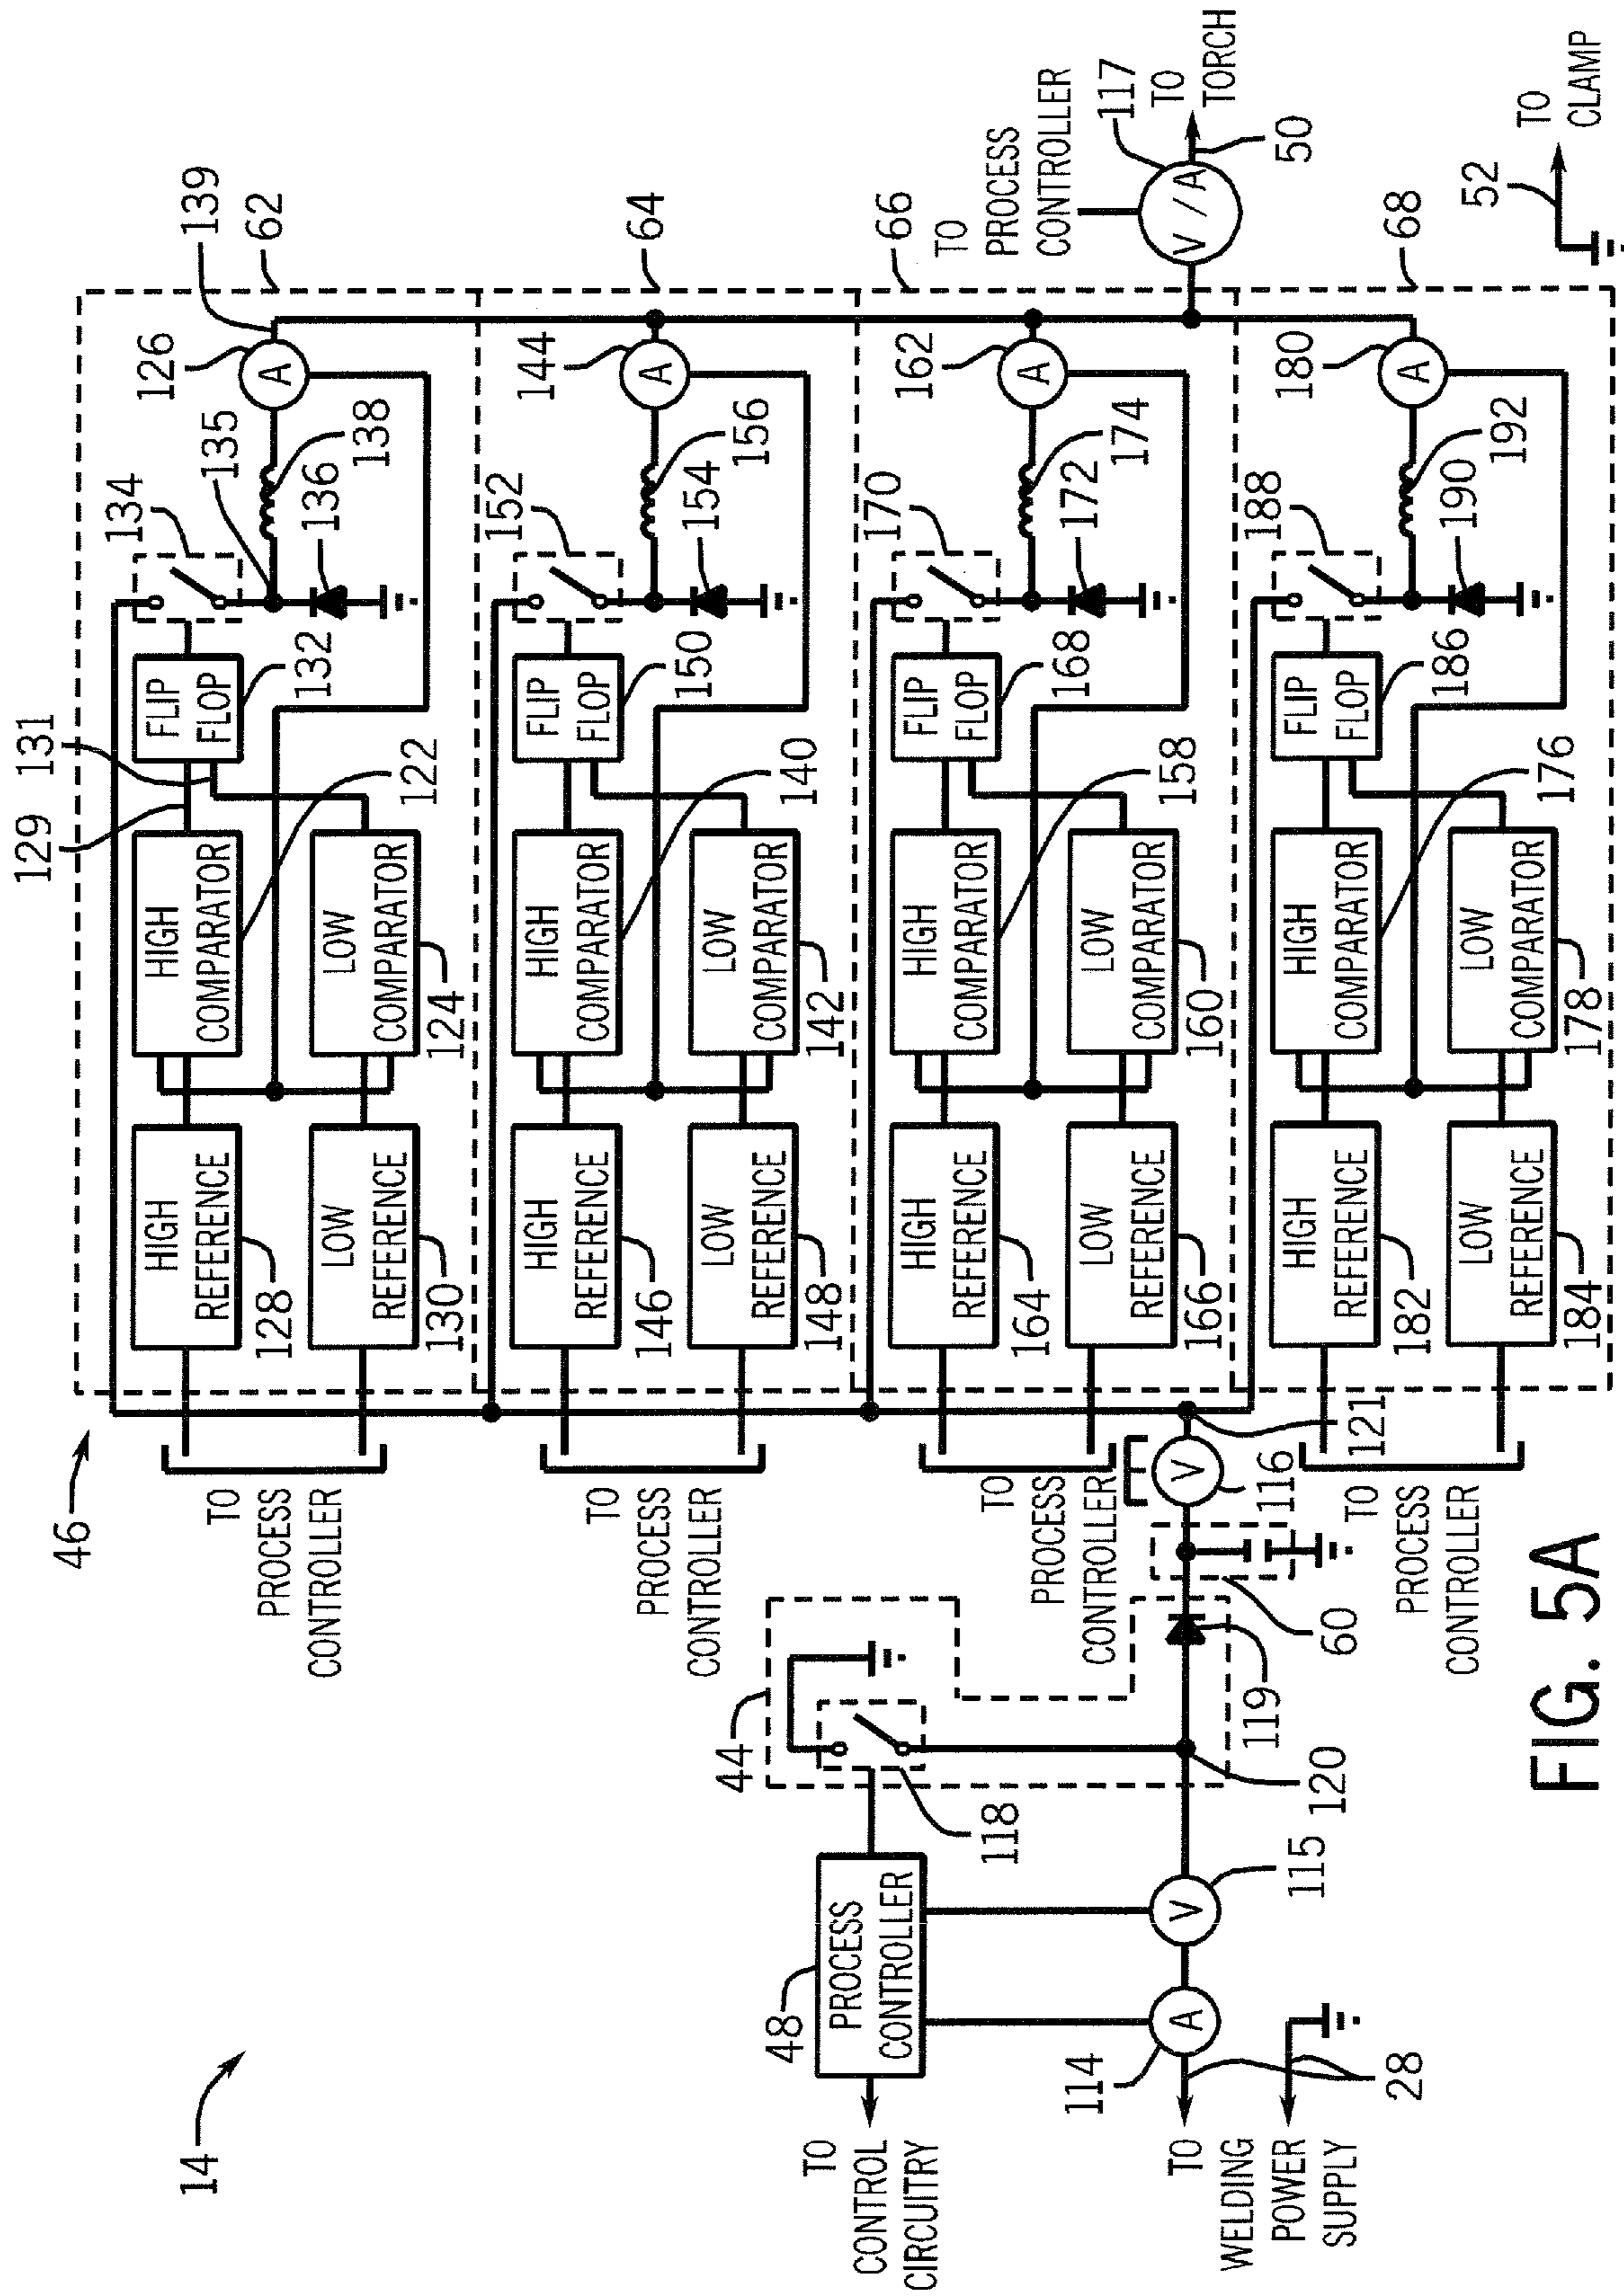 14
46
129
131
134
135
126
139
62
FLIP
FLOP
132
136
138
HIGH
REFERENCE
128
HIGH
COMPARATOR
122
LOW
REFERENCE
130
LOW
COMPARATOR
124
TO
PROCESS
CONTROLLER
152
144
64
FLIP
FLOP
150
154
156
HIGH
REFERENCE
146
HIGH
COMPARATOR
140
LOW
REFERENCE
148
LOW
COMPARATOR
142
TO
PROCESS
CONTROLLER
170
162
66
FLIP
FLOP
168
172
174
HIGH
REFERENCE
164
HIGH
COMPARATOR
158
LOW
REFERENCE
166
LOW
COMPARATOR
160
TO
PROCESS
CONTROLLER
188
180
68
FLIP
FLOP
186
190
192
HIGH
REFERENCE
182
HIGH
COMPARATOR
176
LOW
REFERENCE
184
LOW
COMPARATOR
178
TO
PROCESS
CONTROLLER
A
A
A
A
TO
PROCESS
CONTROLLER
117
V / A
TO
TORCH
50
52
TO
CLAMP
48
PROCESS
CONTROLLER
TO
CONTROL
CIRCUITRY
44
118
114
A
V
115
120
119
60
V
116
121
TO
WELDING
POWER
SUPPLY
28
FIG. 5A